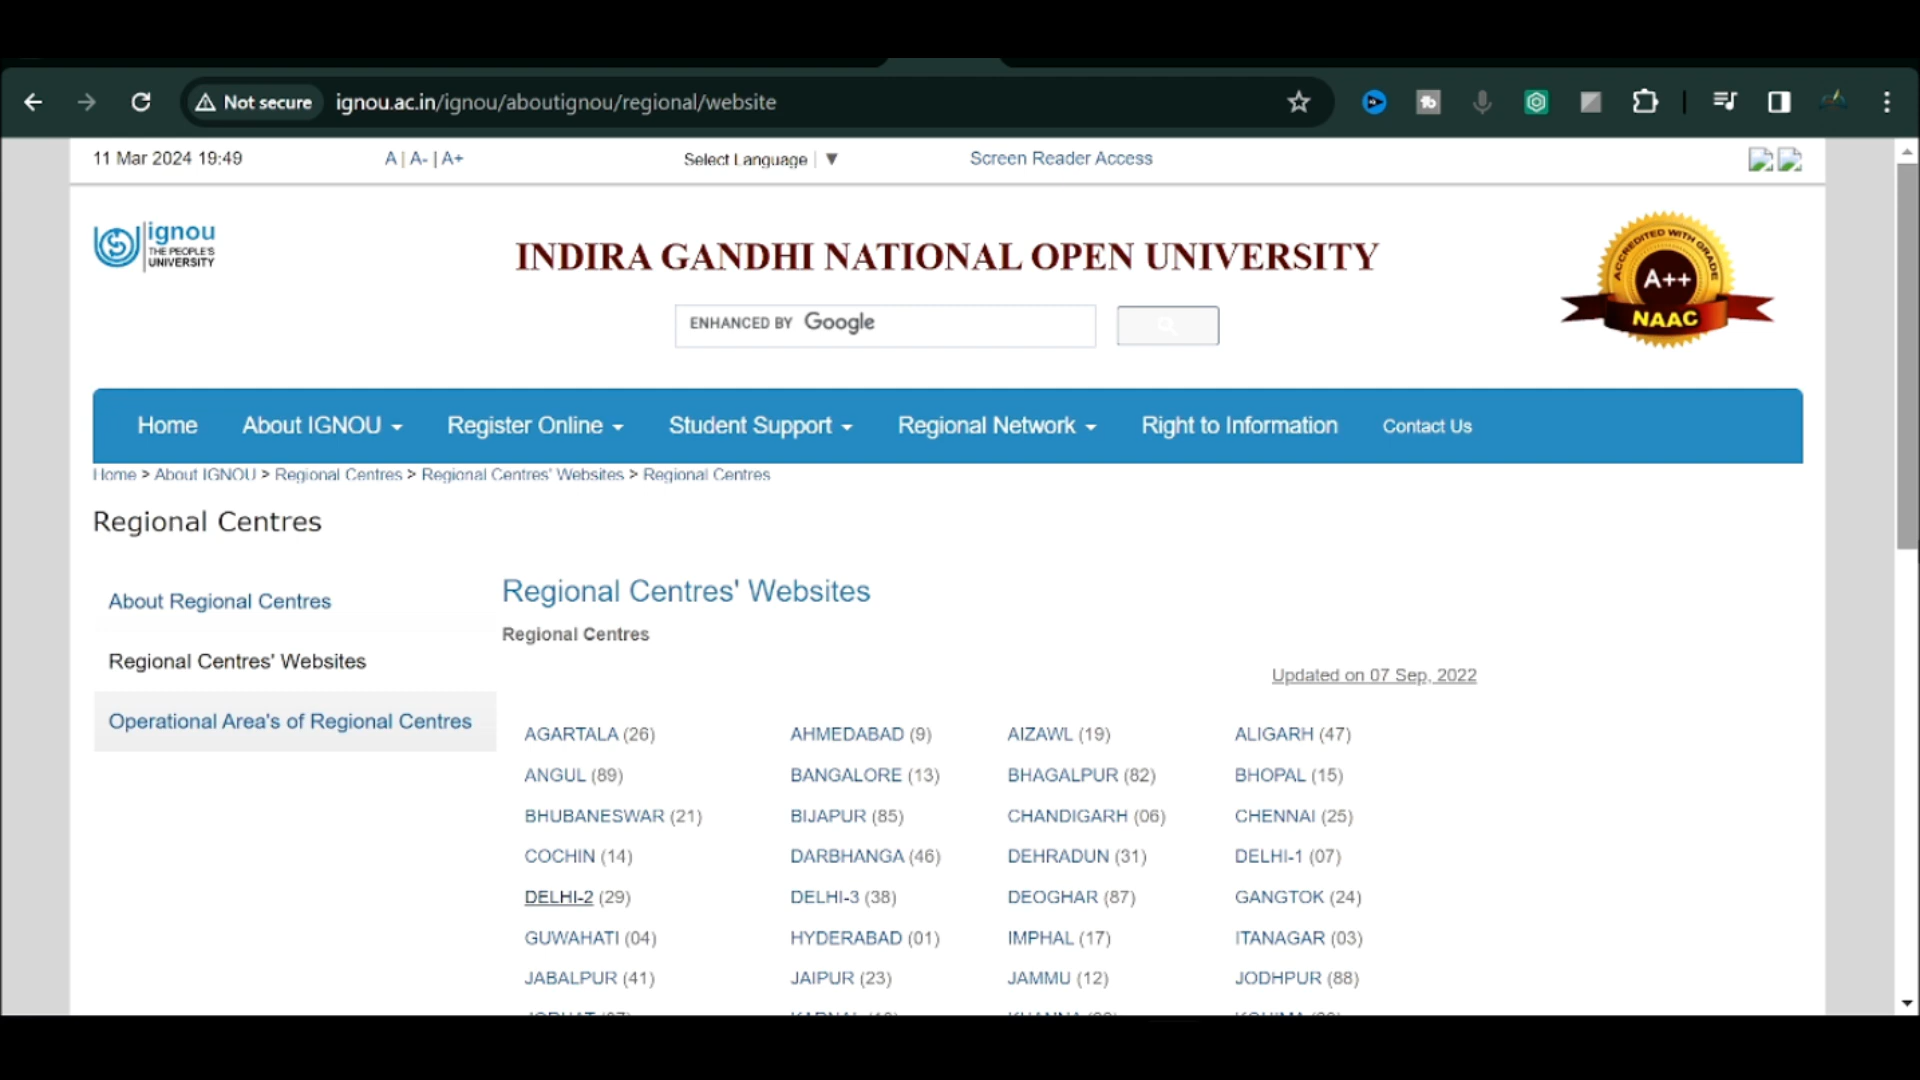 Not secure ignou.ac.in/ignou/aboutignou/regional/website
11 Mar 2024 19:49 A | A- | A+ Select Language ▼ Screen Reader Access
ignou
THE PEOPLE'S
UNIVERSITY
INDIRA GANDHI NATIONAL OPEN UNIVERSITY
ACCREDITED WITH GRADE
A++
NAAC
ENHANCED BY Google
Home About IGNOU Register Online Student Support Regional Network Right to Information Contact Us
Home > About IGNOU > Regional Centres > Regional Centres' Websites > Regional Centres
Regional Centres
About Regional Centres
Regional Centres' Websites
Operational Area's of Regional Centres
Regional Centres' Websites
Regional Centres
Updated on 07 Sep, 2022
AGARTALA (26) AHMEDABAD (9) AIZAWL (19) ALIGARH (47)
ANGUL (89) BANGALORE (13) BHAGALPUR (82) BHOPAL (15)
BHUBANESWAR (21) BIJAPUR (85) CHANDIGARH (06) CHENNAI (25)
COCHIN (14) DARBHANGA (46) DEHRADUN (31) DELHI-1 (07)
DELHI-2 (29) DELHI-3 (38) DEOGHAR (87) GANGTOK (24)
GUWAHATI (04) HYDERABAD (01) IMPHAL (17) ITANAGAR (03)
JABALPUR (41) JAIPUR (23) JAMMU (12) JODHPUR (88)